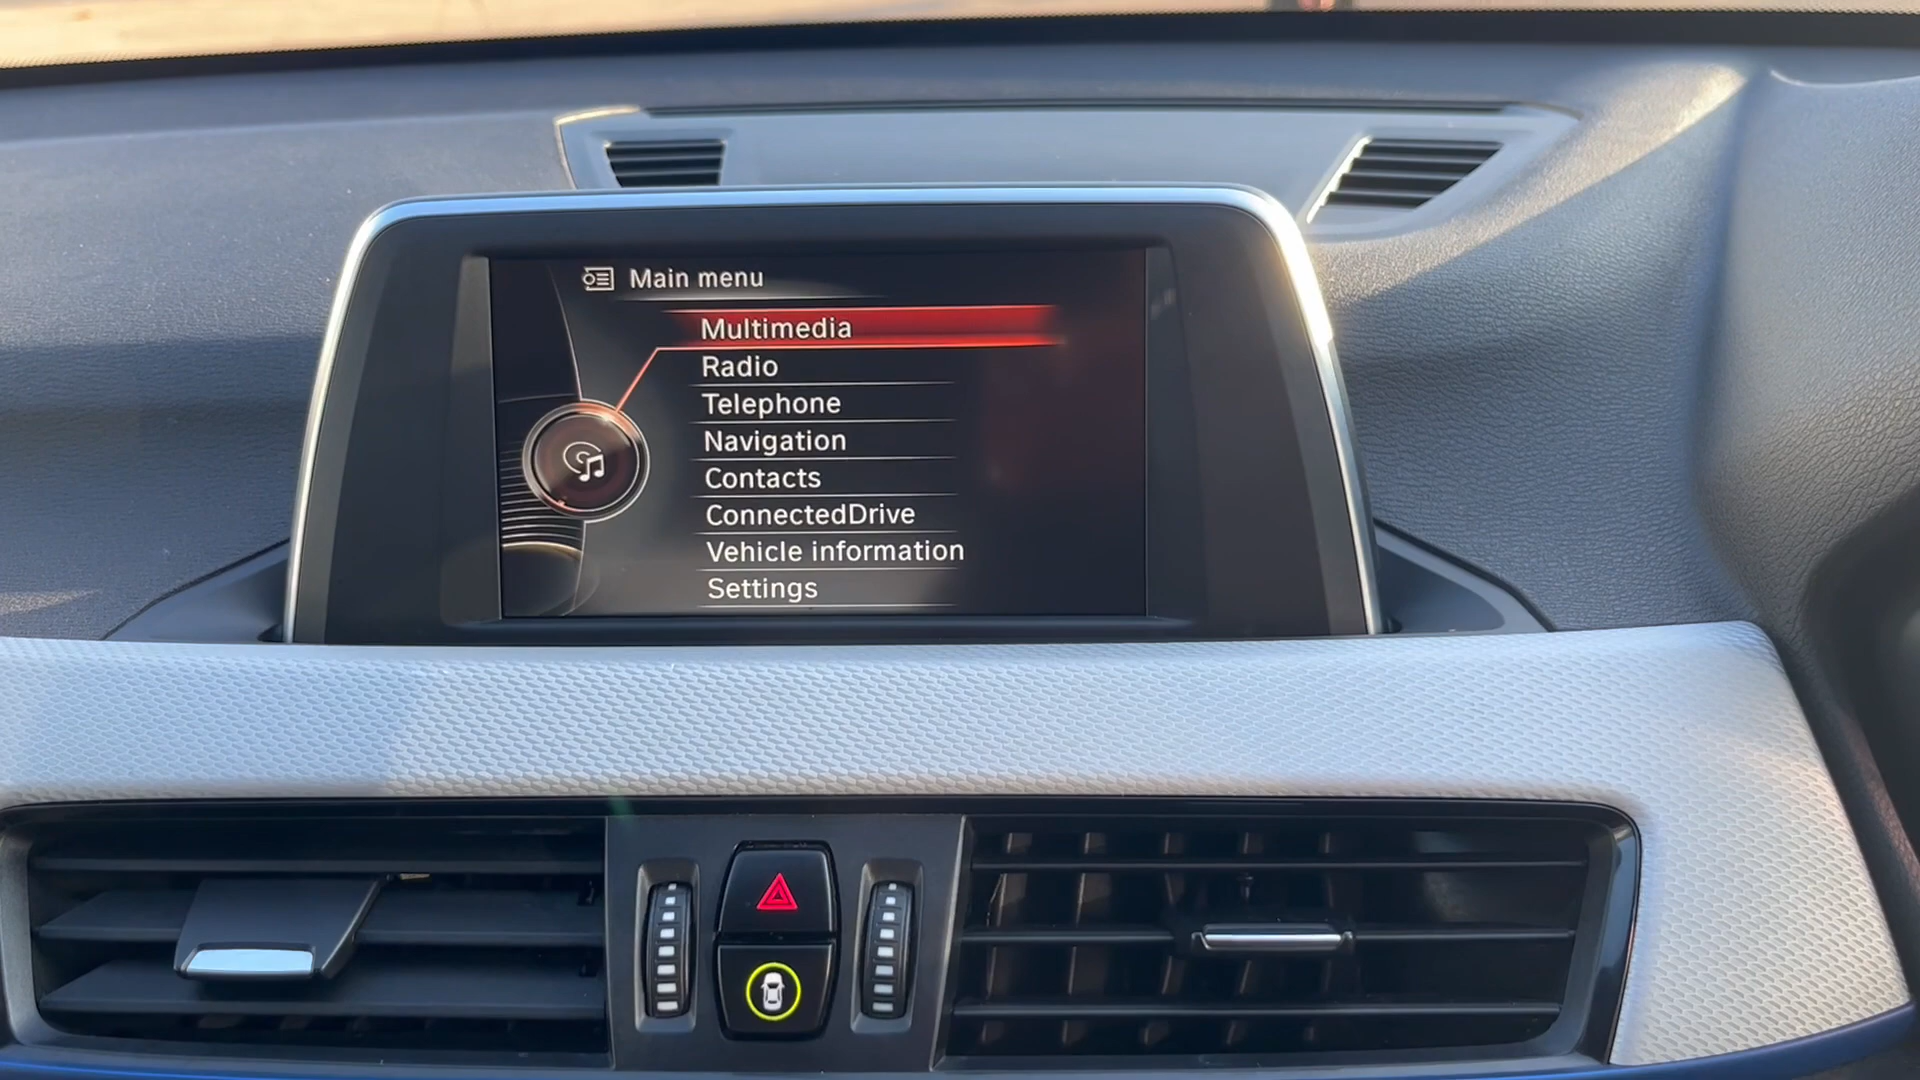 Main menu
Multimedia
Radio
Telephone
Navigation
Contacts
ConnectedDrive
Vehicle information
Settings